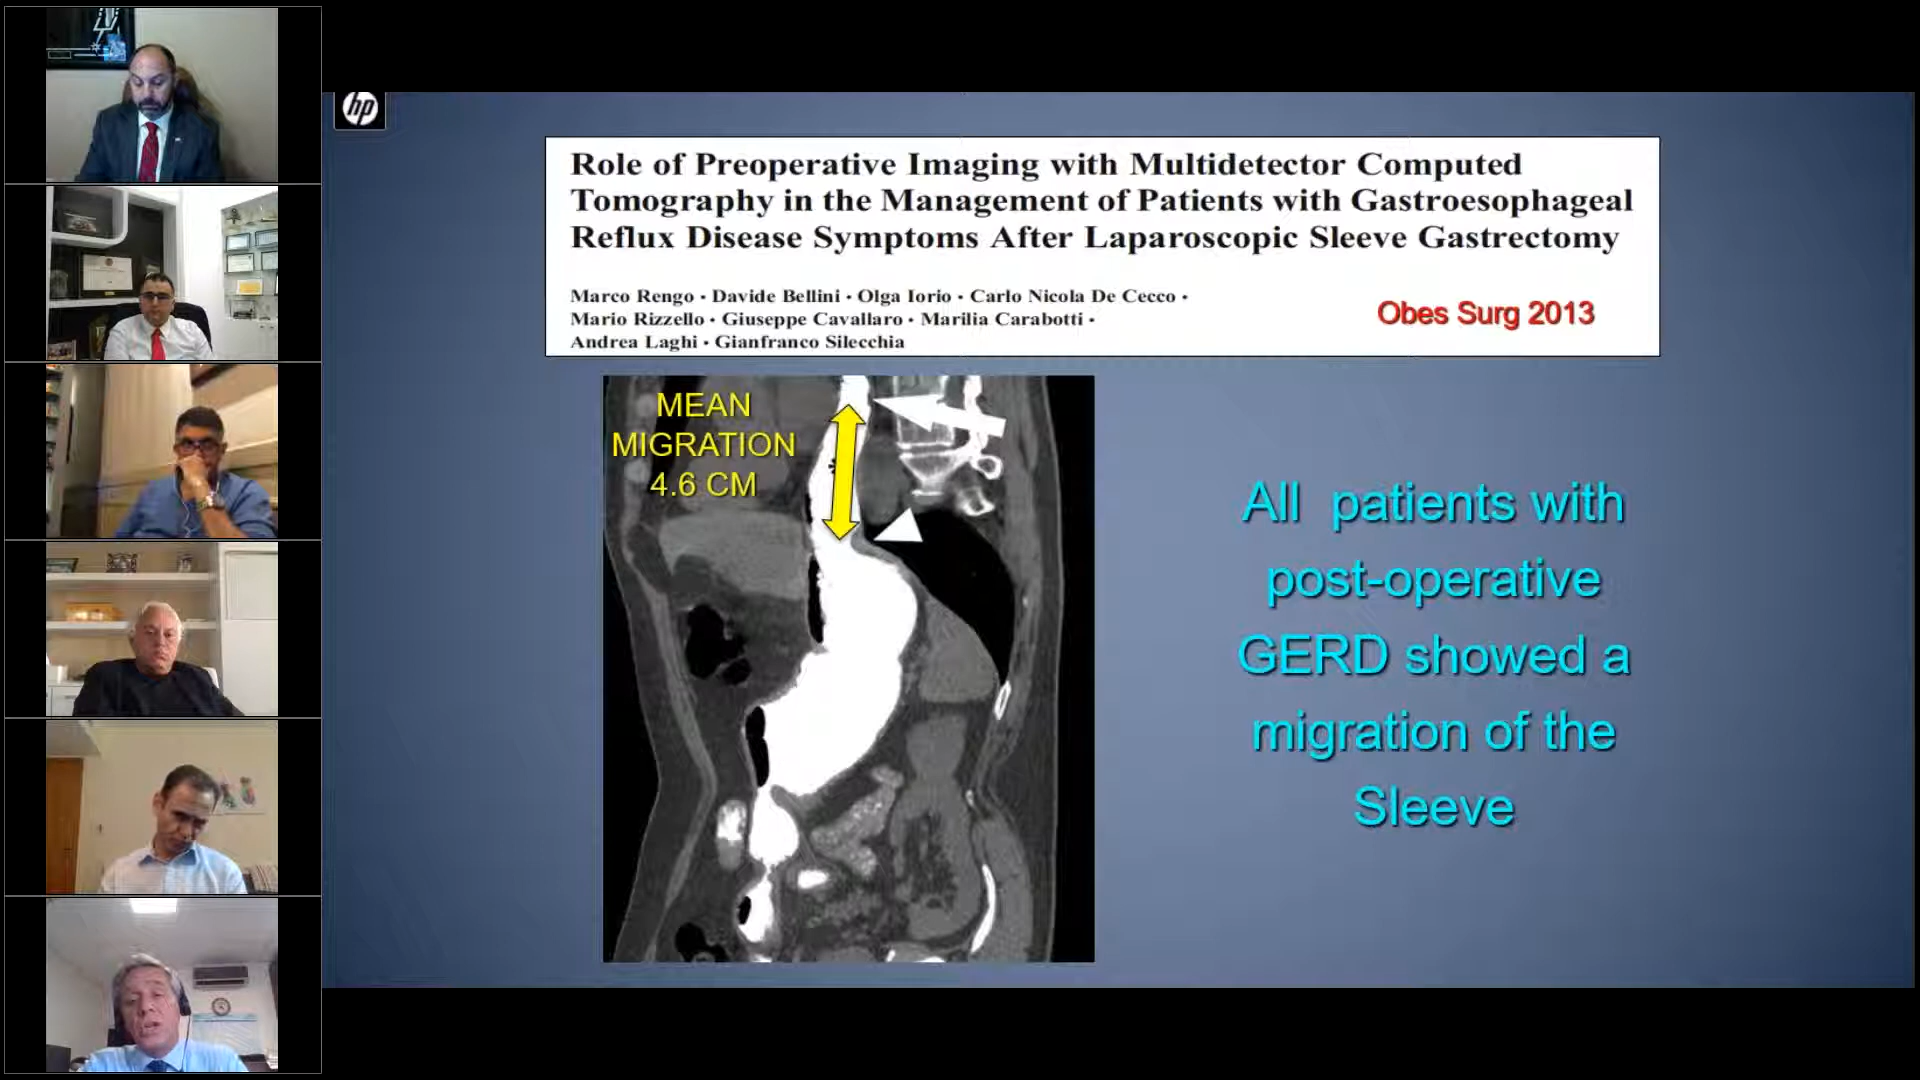 hp
Role of Preoperative Imaging with Multidetector Computed
Tomography in the Management of Patients with Gastroesophageal
Reflux Disease Symptoms After Laparoscopic Sleeve Gastrectomy
Marco Rengo • Davide Bellini • Olga Iorio • Carlo Nicola De Cecco •
Mario Rizzello • Giuseppe Cavallaro • Marilia Carabotti •
Andrea Laghi • Gianfranco Silecchia
Obes Surg 2013
MEAN
MIGRATION
4.6 CM
All patients with
post-operative
GERD showed a
migration of the
Sleeve